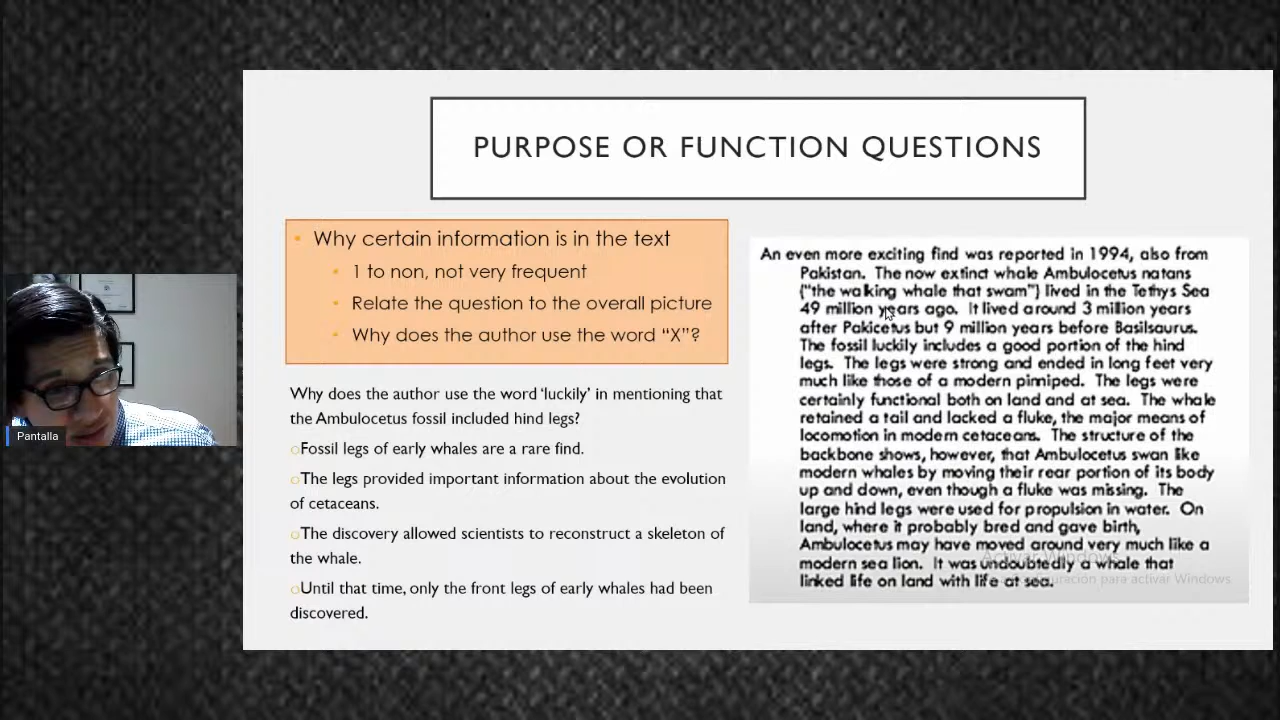 PURPOSE OR FUNCTION QUESTIONS
• Why certain information is in the text
• 1 to non, not very frequent
• Relate the question to the overall picture
• Why does the author use the word “X”?
Why does the author use the word ‘luckily’ in mentioning that
the Ambulocetus fossil included hind legs?
oFossil legs of early whales are a rare find.
oThe legs provided important information about the evolution
of cetaceans.
oThe discovery allowed scientists to reconstruct a skeleton of
the whale.
oUntil that time, only the front legs of early whales had been
discovered.
An even more exciting find was reported in 1994, also from
Pakistan. The now extinct whale Ambulocetus natans
("the walking whale that swam") lived in the Tethys Sea
49 million years ago. It lived around 3 million years
after Pakicetus but 9 million years before Basilsaurus.
The fossil luckily includes a good portion of the hind
legs. The legs were strong and ended in long feet very
much like those of a modern pinniped. The legs were
certainly functional both on land and at sea. The whale
retained a tail and lacked a fluke, the major means of
locomotion in modern cetaceans. The structure of the
backbone shows, however, that Ambulocetus swan like
modern whales by moving their rear portion of its body
up and down, even though a fluke was missing. The
large hind legs were used for propulsion in water. On
land, where it probably bred and gave birth,
Ambulocetus may have moved around very much like a
modern sea lion. It was undoubtedly a whale that
linked life on land with life at sea.
Activar Windows
configuración para activar Windows.
Pantalla